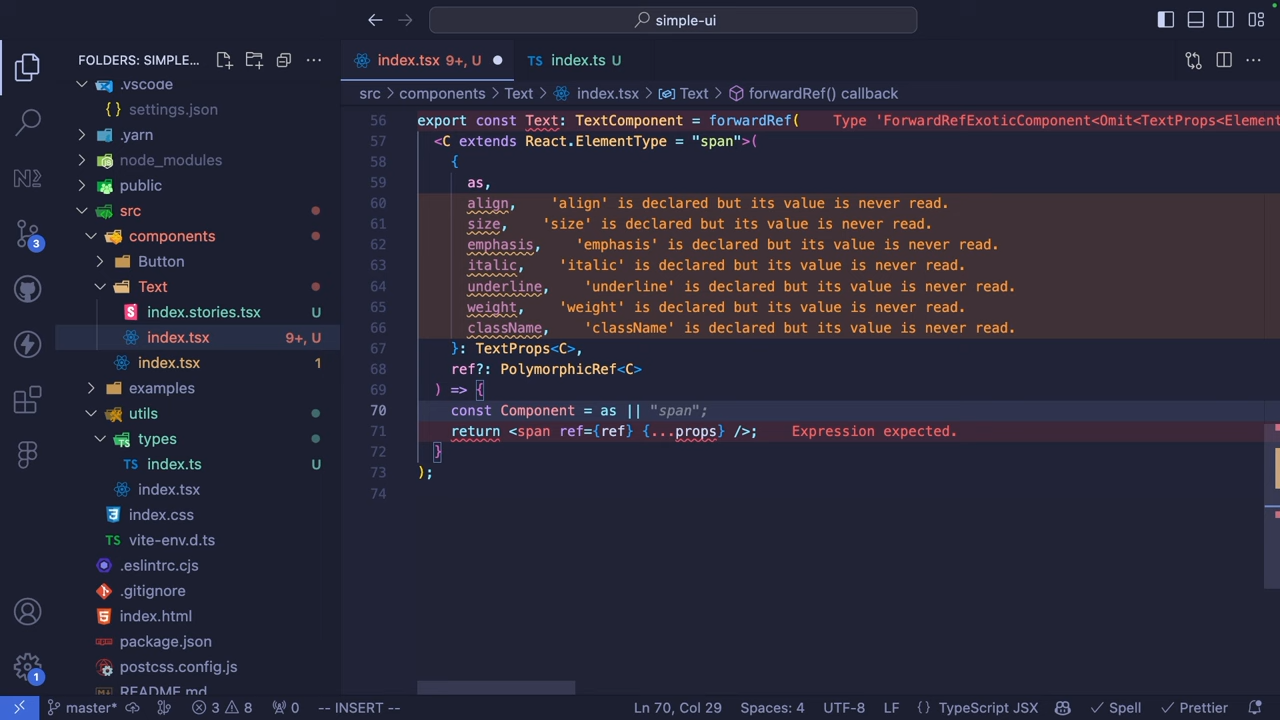 simple-ui
FOLDERS: SIMPLE...
.vscode
settings.json
.yarn
node_modules
public
src
components
Button
Text
index.stories.tsx U
index.tsx 9+, U
index.tsx 1
examples
utils
types
index.ts U
index.tsx
index.css
vite-env.d.ts
.eslintrc.cjs
.gitignore
index.html
package.json
postcss.config.js
README.md
3
1
index.tsx 9+, U
TS index.ts U
src > components > Text > index.tsx > Text > forwardRef() callback
56 export const Text: TextComponent = forwardRef( Type 'ForwardRefExoticComponent<Omit<TextProps<Element
57 <C extends React.ElementType = "span">(
58 {
59 as,
60 align, 'align' is declared but its value is never read.
61 size, 'size' is declared but its value is never read.
62 emphasis, 'emphasis' is declared but its value is never read.
63 italic, 'italic' is declared but its value is never read.
64 underline, 'underline' is declared but its value is never read.
65 weight, 'weight' is declared but its value is never read.
66 className, 'className' is declared but its value is never read.
67 }: TextProps<C>,
68 ref?: PolymorphicRef<C>
69 ) => {
70 const Component = as || "span";
71 return <span ref={ref} {...props} />; Expression expected.
72 }
73 );
74
master* 3 8 0 -- INSERT -- Ln 70, Col 29 Spaces: 4 UTF-8 LF {} TypeScript JSX Spell Prettier